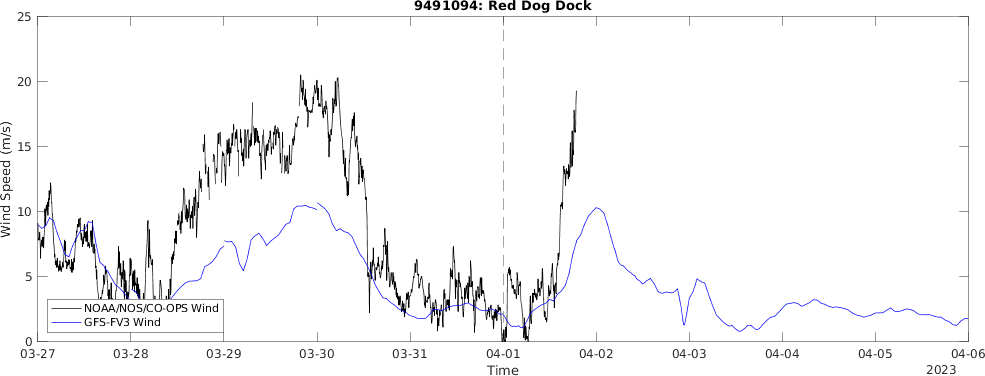 9491094: Red Dog Dock
25
20
15
10
5
0
Wind Speed (m/s)
NOAA/NOS/CO-OPS Wind
GFS-FV3 Wind
03-27 03-28 03-29 03-30 03-31 04-01 04-02 04-03 04-04 04-05 04-06
Time
2023